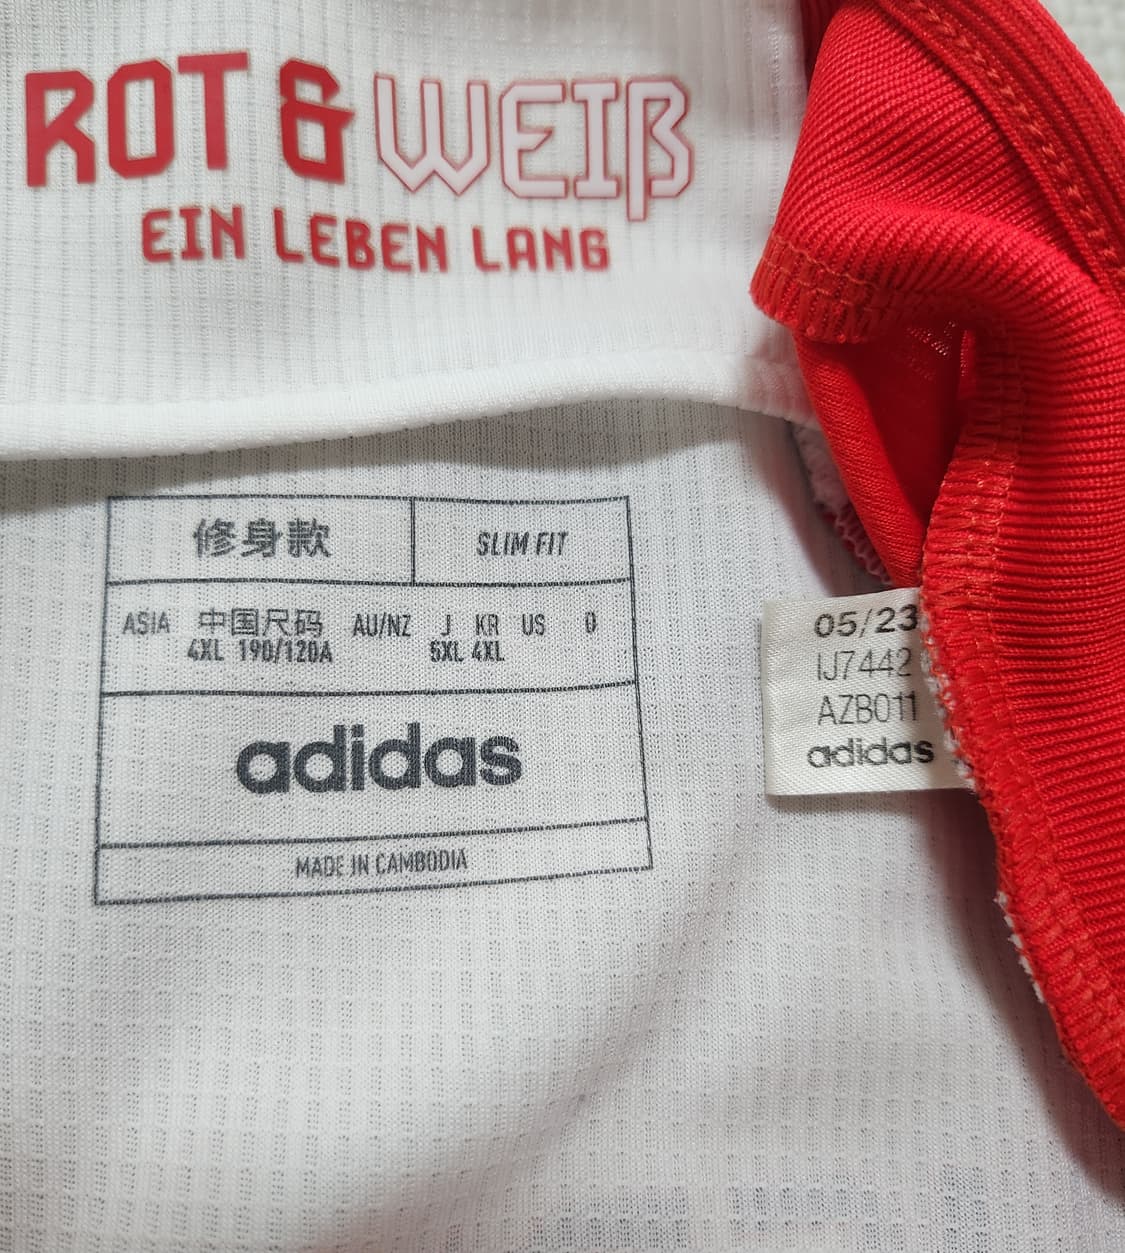 ROT & WEIß
EIN LEBEN LANG
修身款 SLIM FIT
ASIA 中国尺码 AU/NZ J KR US 0
4XL 190/120A 5XL 4XL
adidas
MADE IN CAMBODIA
05/23
IJ7442
AZB011
adidas